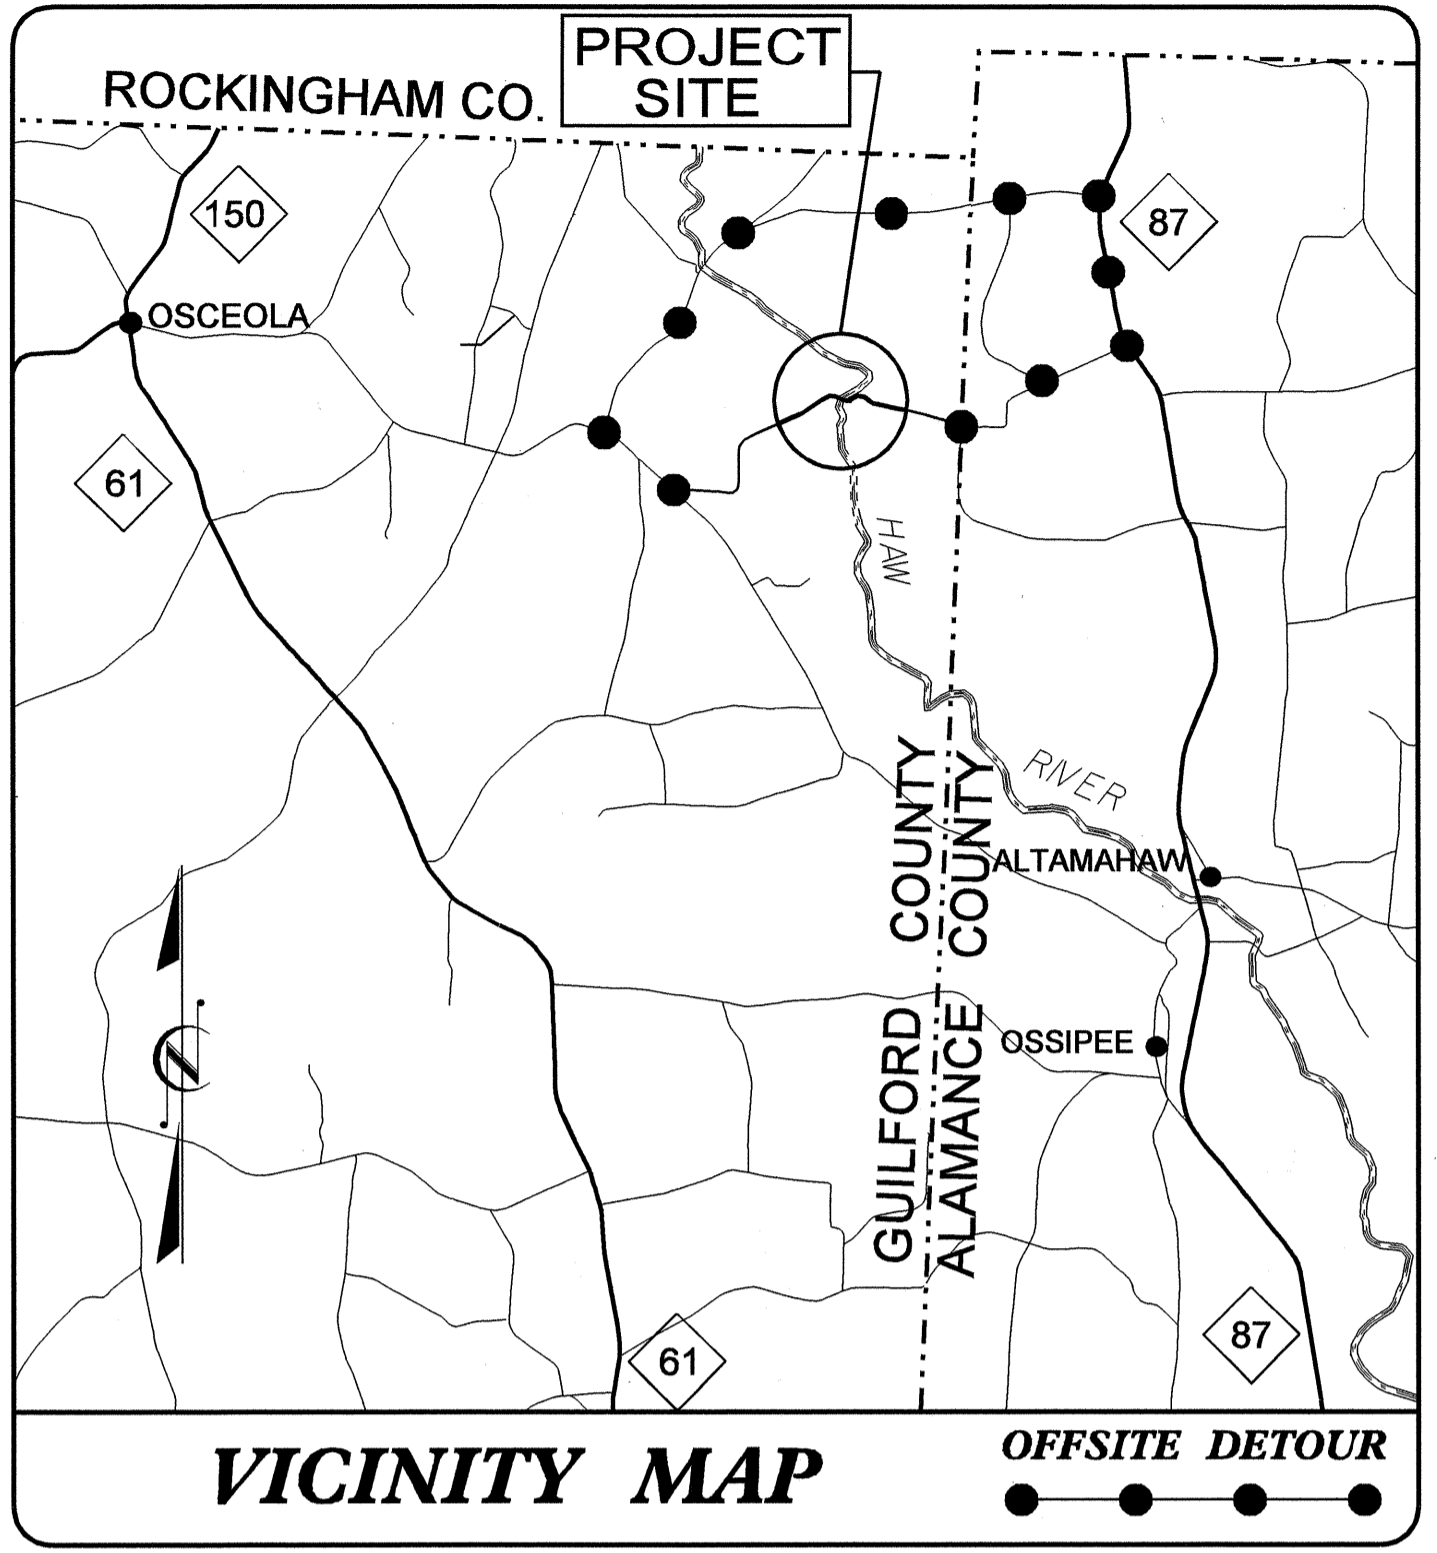 PROJECT
SITE
ROCKINGHAM CO.
150
87
OSCEOLA
61
HAW
RIVER
GUILFORD COUNTY
ALAMANCE COUNTY
ALTAMAHAW
OSSIPEE
N
87
61
VICINITY MAP
OFFSITE DETOUR